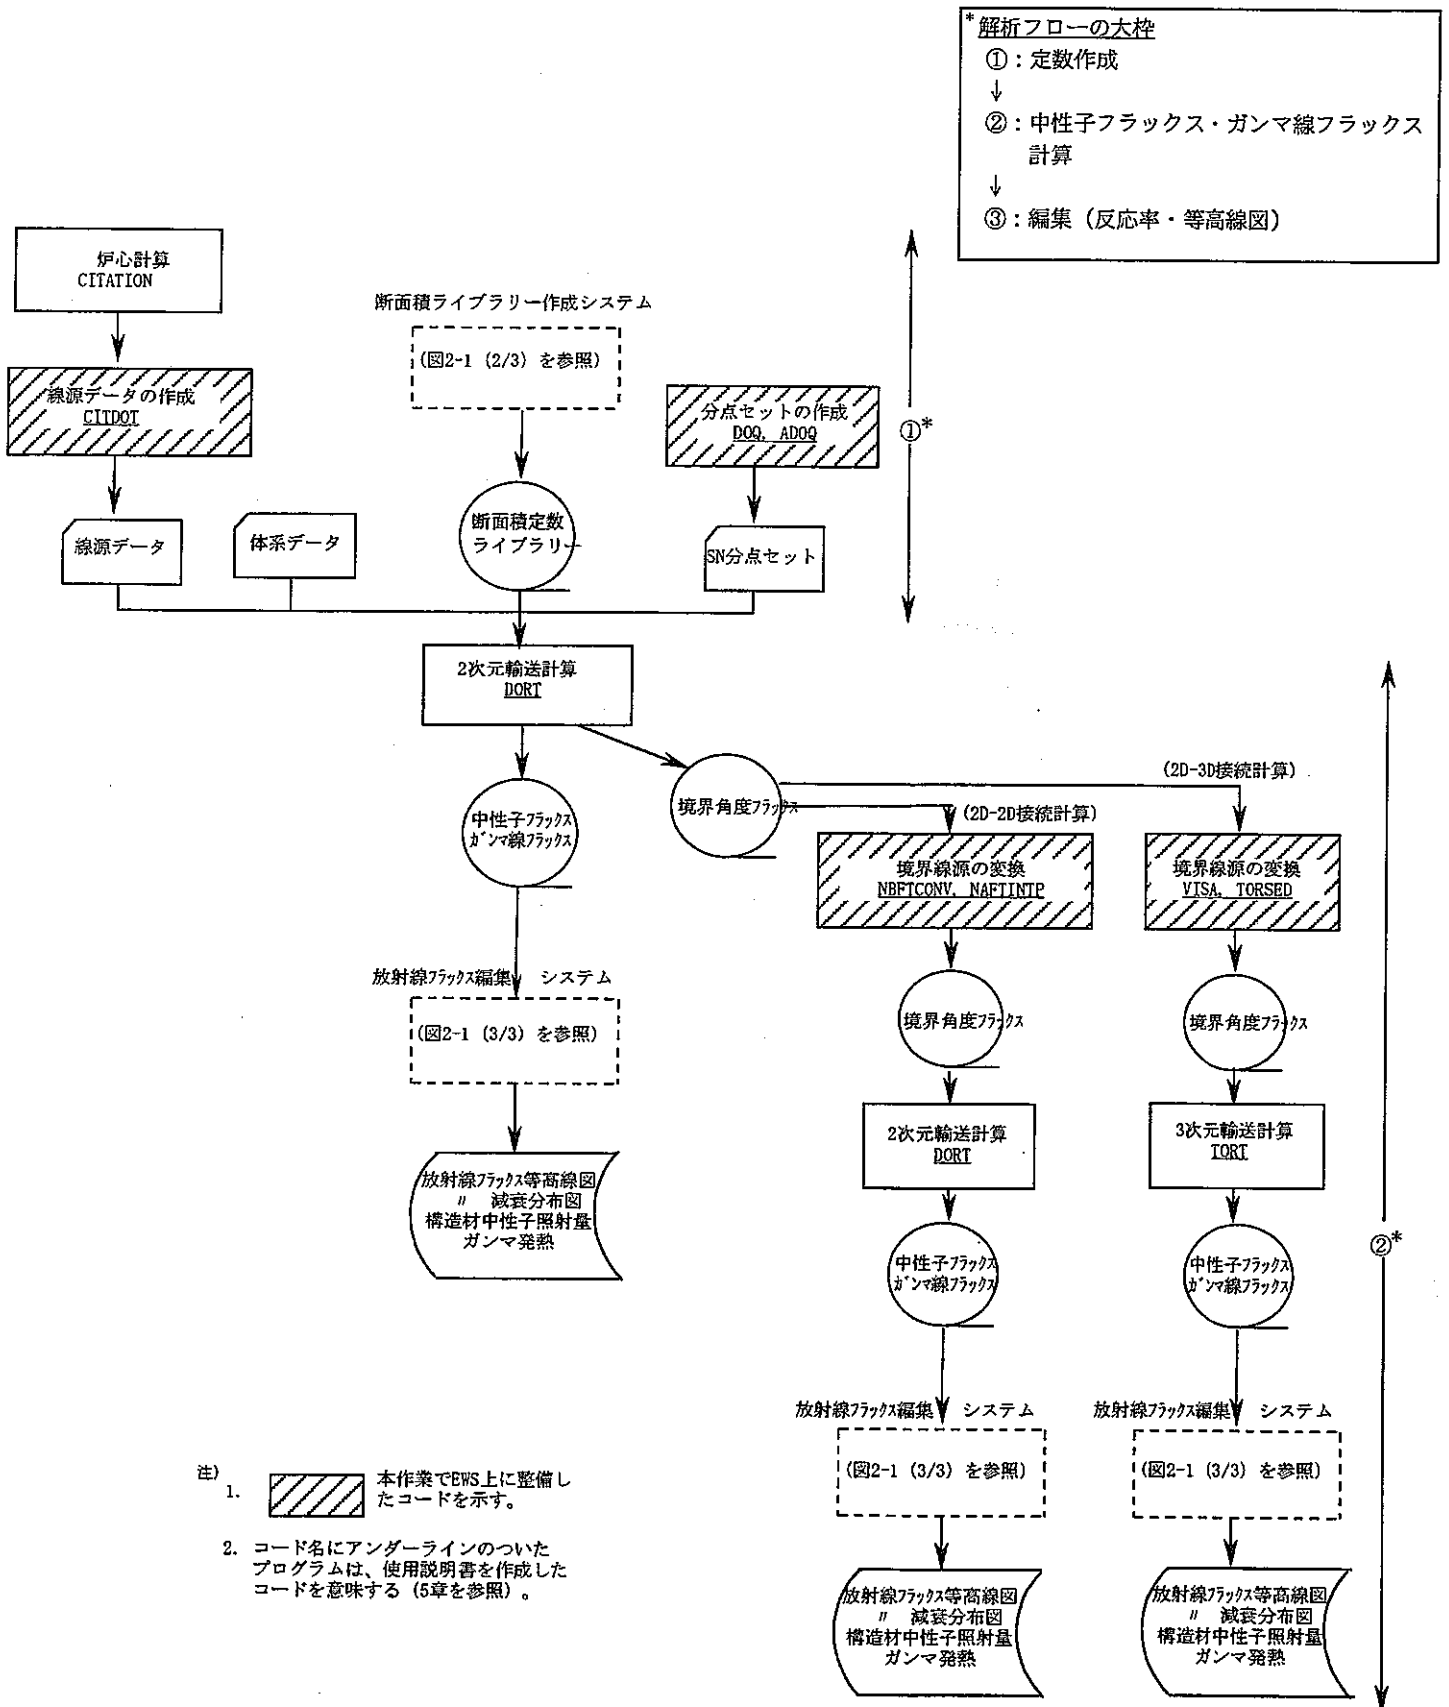 *解析フローの大枠
①：定数作成
↓
②：中性子フラックス・ガンマ線フラックス
計算
↓
③：編集（反応率・等高線図）
炉心計算
CITATION
断面積ライブラリー作成システム
(図2-1 (2/3) を参照)
線源データの作成
CITDOT
分点セットの作成
DOQ, ADOQ
①*
線源データ
体系データ
断面積定数
ライブラリー
SN分点セット
2次元輸送計算
DORT
中性子フラックス
ガンマ線フラックス
境界角度フラックス
(2D-3D接続計算)
(2D-2D接続計算)
境界線源の変換
NBFTCONV, NAFTINTP
境界線源の変換
VISA, TORSED
放射線フラックス編集 システム
(図2-1 (3/3) を参照)
境界角度フラックス
境界角度フラックス
2次元輸送計算
DORT
3次元輸送計算
TORT
放射線フラックス等高線図
〃 減衰分布図
構造材中性子照射量
ガンマ発熱
②*
中性子フラックス
ガンマ線フラックス
中性子フラックス
ガンマ線フラックス
放射線フラックス編集 システム
(図2-1 (3/3) を参照)
放射線フラックス編集 システム
(図2-1 (3/3) を参照)
放射線フラックス等高線図
〃 減衰分布図
構造材中性子照射量
ガンマ発熱
放射線フラックス等高線図
〃 減衰分布図
構造材中性子照射量
ガンマ発熱
注)
1. 本作業でEWS上に整備し
たコードを示す。
2. コード名にアンダーラインのついた
プログラムは、使用説明書を作成した
コードを意味する (5章を参照) 。